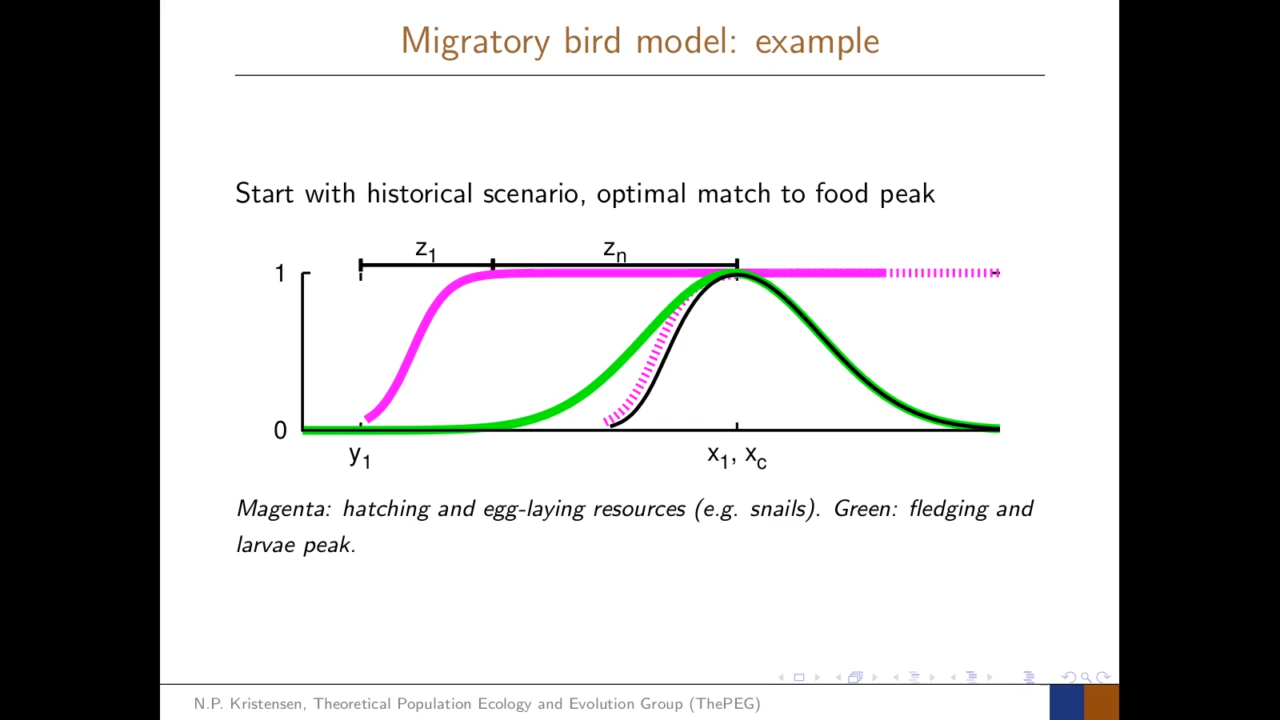 Migratory bird model: example
Start with historical scenario, optimal match to food peak
z1 zn
1
0
y1 x1, xc
Magenta: hatching and egg-laying resources (e.g. snails). Green: fledging and
larvae peak.
N.P. Kristensen, Theoretical Population Ecology and Evolution Group (ThePEG)